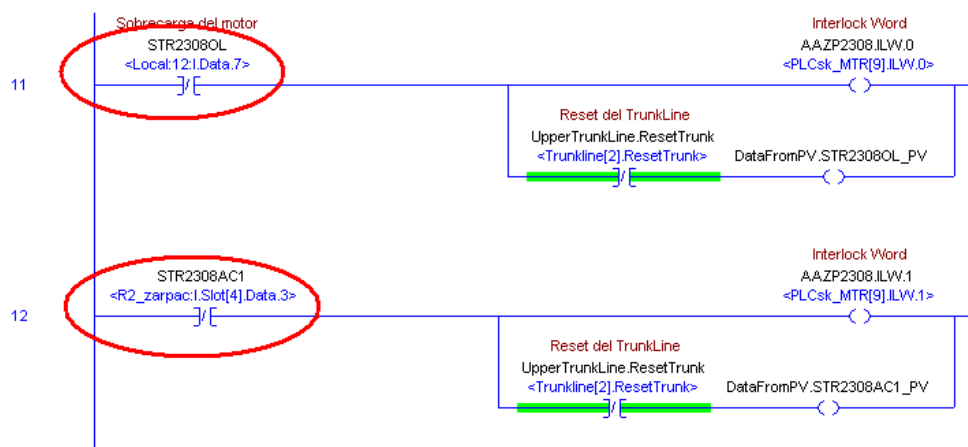 Sobrecarga del motor
STR2308OL
<Local:12:I.Data.7>
Interlock Word
AAZP2308.ILW.0
<PLCsk_MTR[9].ILW.0>
11
Reset del TrunkLine
UpperTrunkLine.ResetTrunk
<Trunkline[2].ResetTrunk>
DataFromPV.STR2308OL_PV
STR2308AC1
<R2_zarpac:I.Slot[4].Data.3>
Interlock Word
AAZP2308.ILW.1
<PLCsk_MTR[9].ILW.1>
12
Reset del TrunkLine
UpperTrunkLine.ResetTrunk
<Trunkline[2].ResetTrunk>
DataFromPV.STR2308AC1_PV